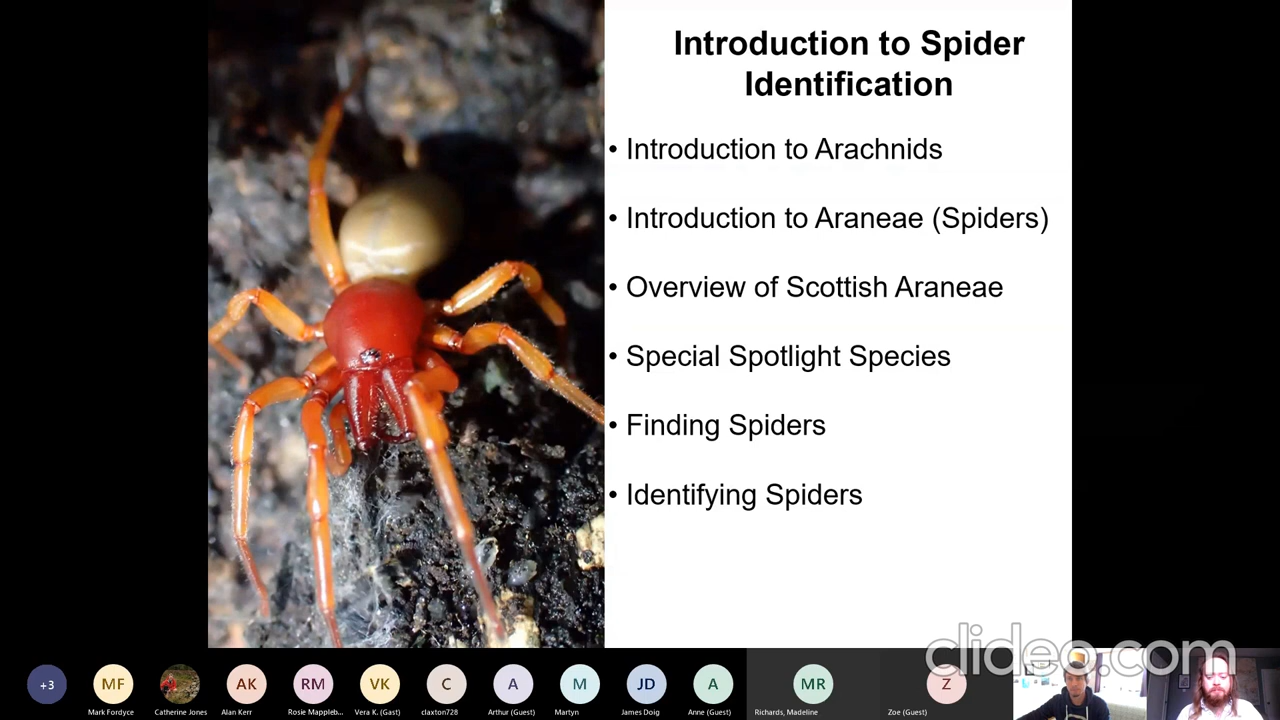 Introduction to Spider
Identification
• Introduction to Arachnids
• Introduction to Araneae (Spiders)
• Overview of Scottish Araneae
• Special Spotlight Species
• Finding Spiders
• Identifying Spiders
clideo.com
+3
MF
AK
RM
VK
C
A
M
JD
A
MR
Z
Mark Fordyce
Catherine Jones
Alan Kerr
Rosie Mappleb...
Vera K. (Gast)
claxton728
Arthur (Guest)
Martyn
James Doig
Anne (Guest)
Richards, Madeline
Zoe (Guest)